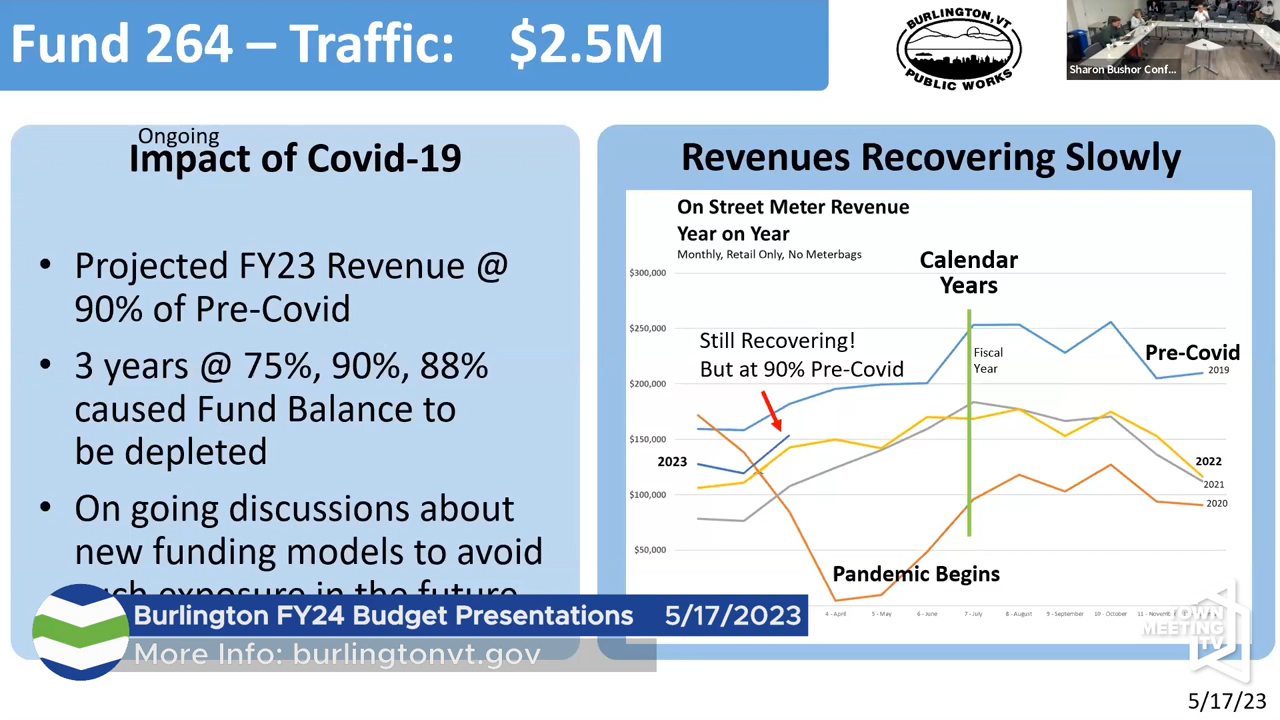 Fund 264 – Traffic: $2.5M
BURLINGTON, VT
PUBLIC WORKS
Sharon Bushor Conf...
Ongoing
Impact of Covid-19
• Projected FY23 Revenue @
90% of Pre-Covid
• 3 years @ 75%, 90%, 88%
caused Fund Balance to
be depleted
• On going discussions about
new funding models to avoid
exposure in the future
Revenues Recovering Slowly
On Street Meter Revenue
Year on Year
Monthly, Retail Only, No Meterbags
Calendar
Years
$300,000
$250,000
$200,000
$150,000
$100,000
$50,000
Still Recovering!
But at 90% Pre-Covid
Fiscal
Year
Pre-Covid
2019
2023
2022
2021
2020
Pandemic Begins
4 - April 5 - May 6 - June 7 - July 8 - August 9 - September 10 - October 11 - Novem
Burlington FY24 Budget Presentations 5/17/2023
More Info: burlingtonvt.gov
TOWN
MEETING
TV
5/17/23